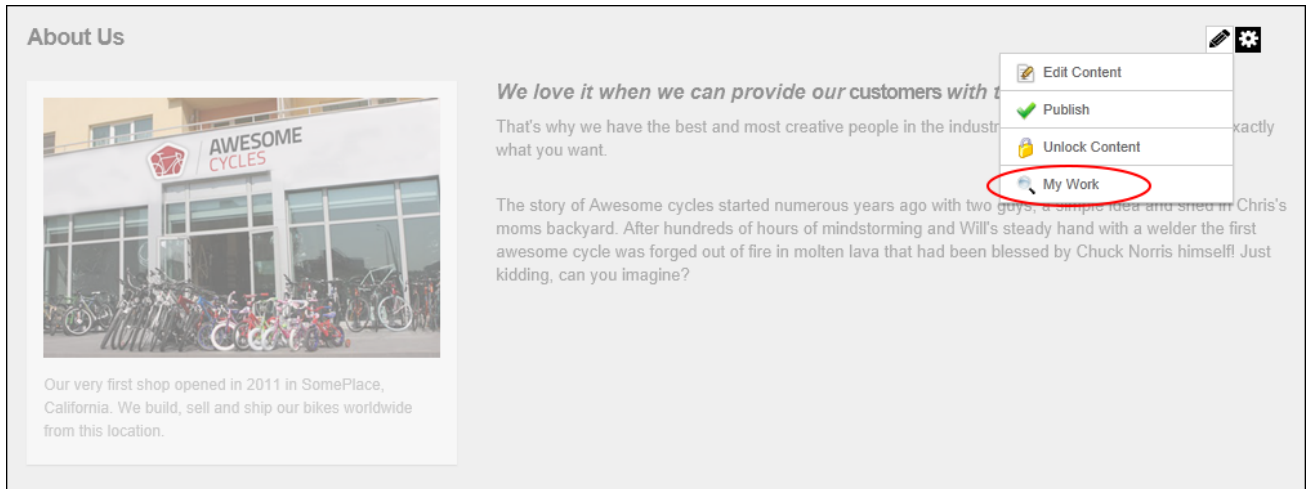 About Us
Edit Content
Publish
Unlock Content
My Work
AWESOME
CYCLES
Our very first shop opened in 2011 in SomePlace,
California. We build, sell and ship our bikes worldwide
from this location.
We love it when we can provide our customers with
That's why we have the best and most creative people in the
what you want.
The story of Awesome cycles started numerous years ago with two guys, a simple idea and shed in Chris's
moms backyard. After hundreds of hours of mindstorming and Will's steady hand with a welder the first
awesome cycle was forged out of fire in molten lava that had been blessed by Chuck Norris himself! Just
kidding, can you imagine?